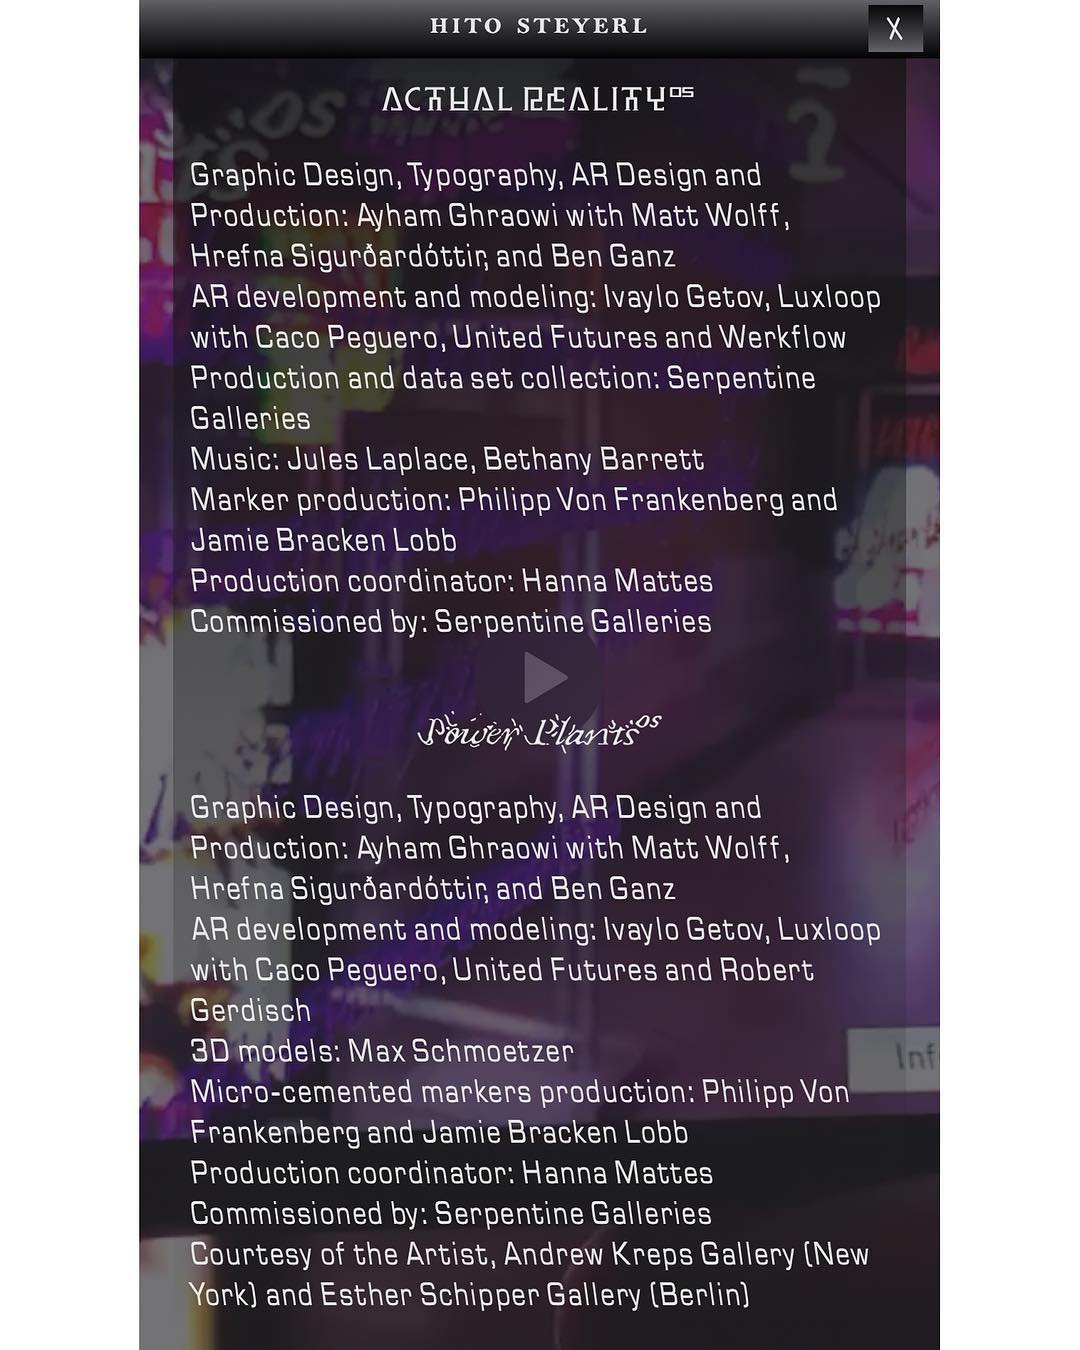 HITO STEYERL
X
ACTUAL REALITY OS
Graphic Design, Typography, AR Design and
Production: Ayham Ghraowi with Matt Wolff,
Hrefna Sigurðardóttir, and Ben Ganz
AR development and modeling: Ivaylo Getov, Luxloop
with Caco Peguero, United Futures and Werkflow
Production and data set collection: Serpentine
Galleries
Music: Jules Laplace, Bethany Barrett
Marker production: Philipp Von Frankenberg and
Jamie Bracken Lobb
Production coordinator: Hanna Mattes
Commissioned by: Serpentine Galleries
Power Plants OS
Graphic Design, Typography, AR Design and
Production: Ayham Ghraowi with Matt Wolff,
Hrefna Sigurðardóttir, and Ben Ganz
AR development and modeling: Ivaylo Getov, Luxloop
with Caco Peguero, United Futures and Robert
Gerdisch
3D models: Max Schmoetzer
Micro-cemented markers production: Philipp Von
Frankenberg and Jamie Bracken Lobb
Production coordinator: Hanna Mattes
Commissioned by: Serpentine Galleries
Courtesy of the Artist, Andrew Kreps Gallery (New
York) and Esther Schipper Gallery (Berlin)